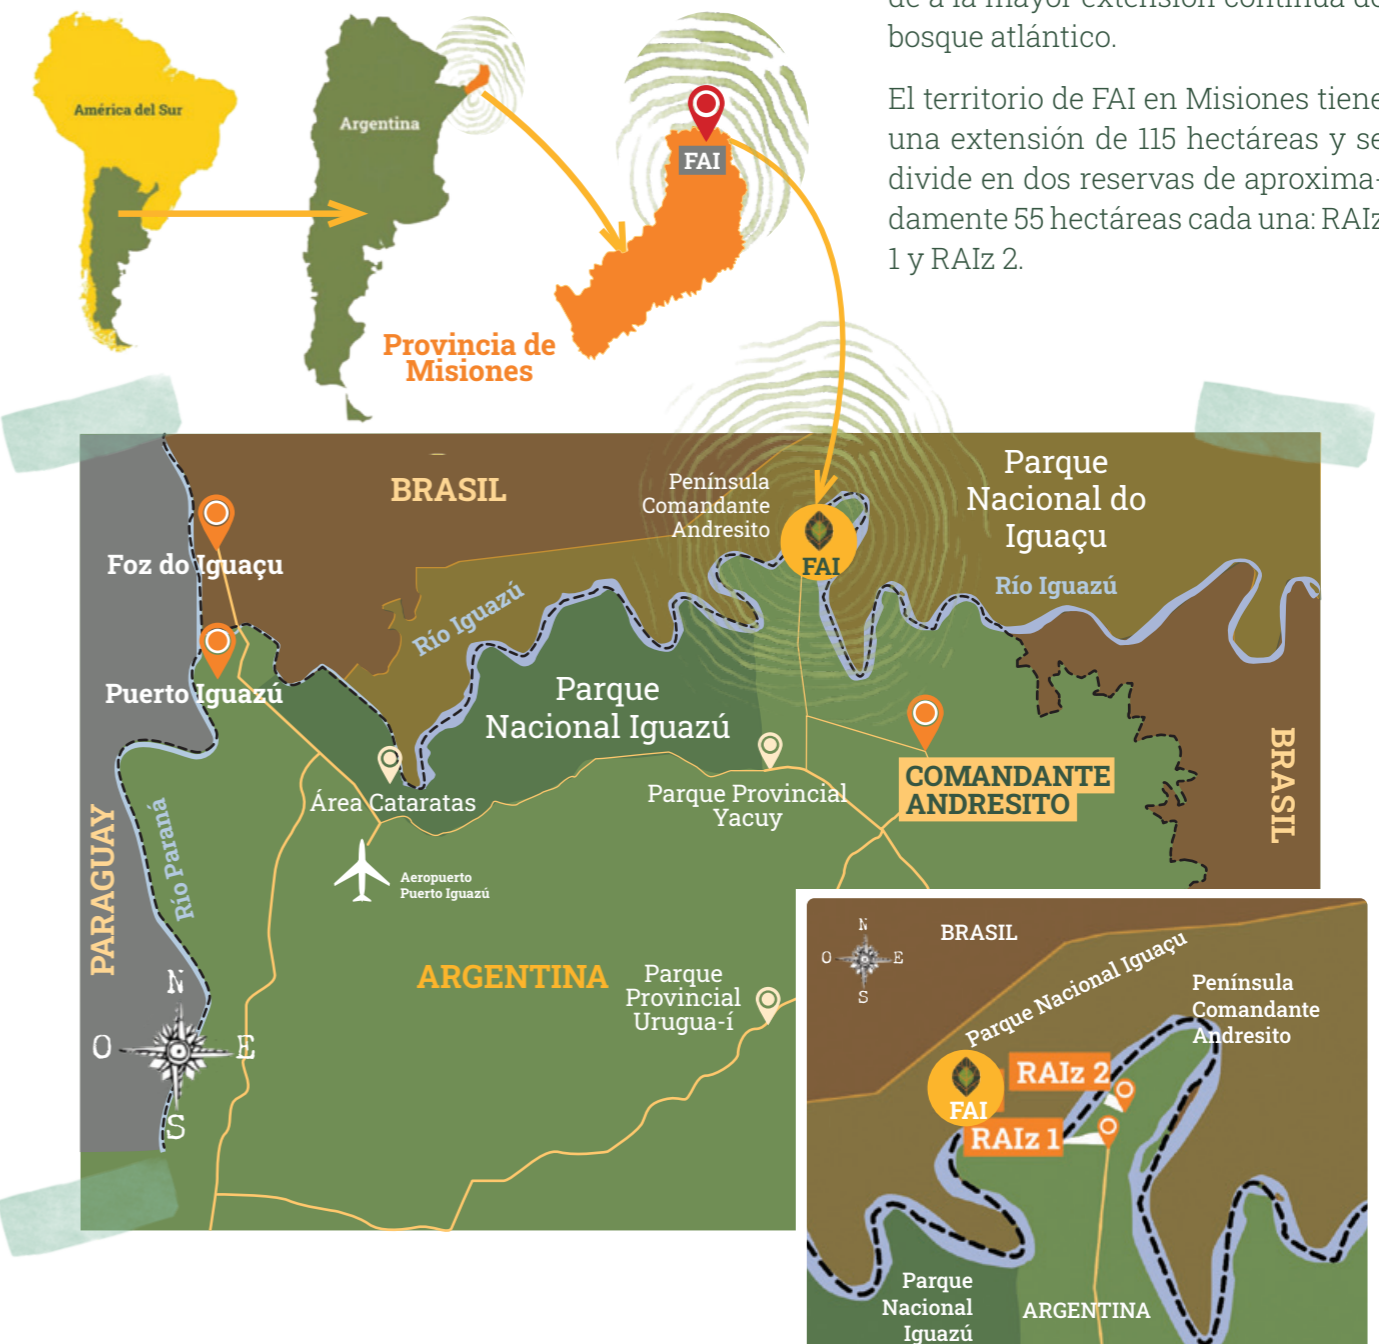 de a la mayor extensión continua de
bosque atlántico.
El territorio de FAI en Misiones tiene
una extensión de 115 hectáreas y se
divide en dos reservas de aproxima-
damente 55 hectáreas cada una: RAIz
1 y RAIz 2.
América del Sur
Argentina
FAI
Provincia de
Misiones
BRASIL
Península
Comandante
Andresito
FAI
Parque
Nacional do
Iguaçu
Foz do Iguaçu
Río Iguazú
Río Iguazú
Puerto Iguazú
Parque
Nacional Iguazú
COMANDANTE
ANDRESITO
BRASIL
Área Cataratas
Parque Provincial
Yacuy
PARAGUAY
Río Paraná
Aeropuerto
Puerto Iguazú
ARGENTINA
Parque
Provincial
Urugua-í
N
O
E
S
N
O
E
S
BRASIL
Parque Nacional Iguaçu
Península
Comandante
Andresito
RAIz 2
FAI
RAIz 1
Parque
Nacional
Iguazú
ARGENTINA